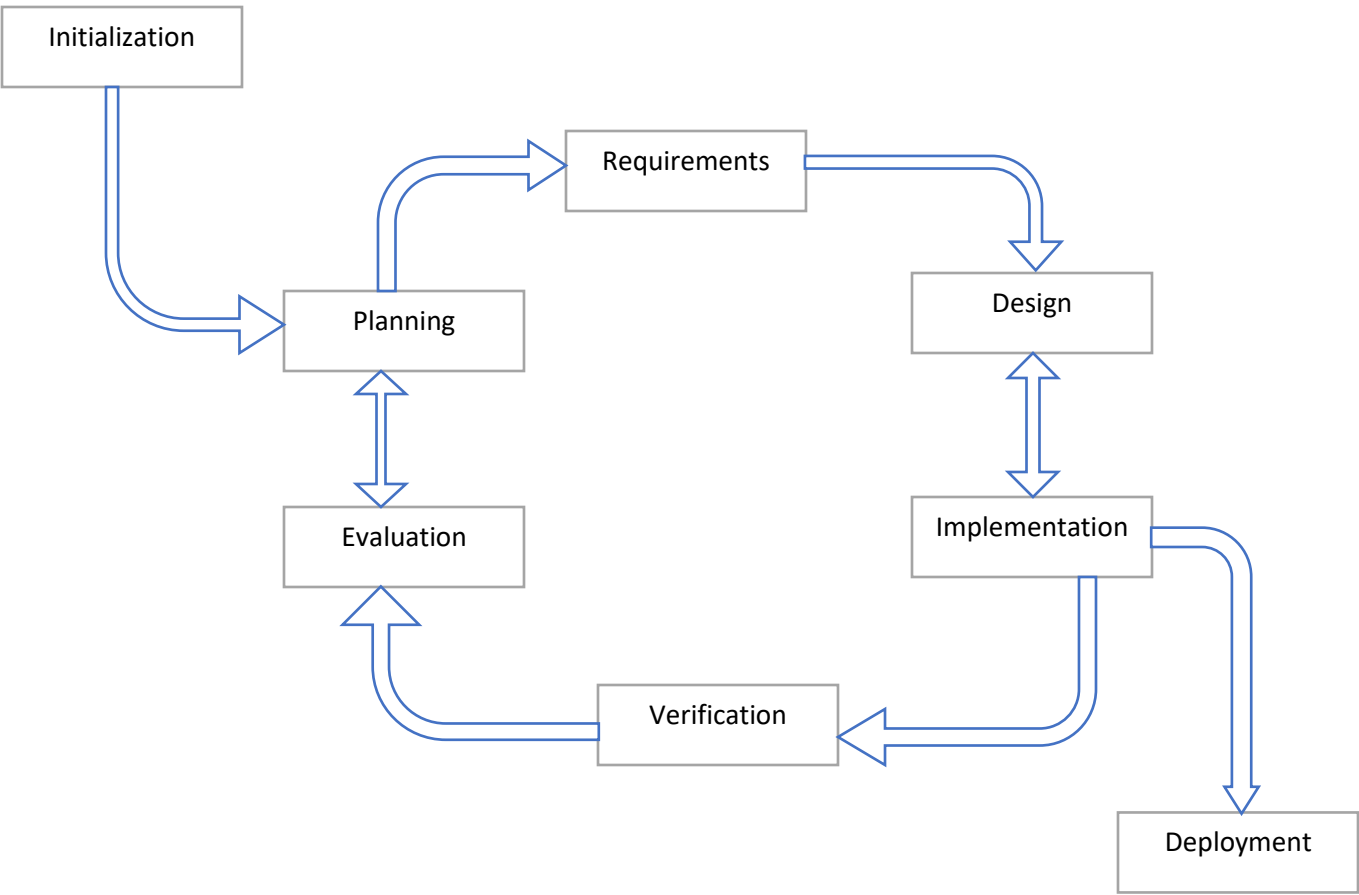 Initialization
Requirements
Planning
Design
Evaluation
Implementation
Verification
Deployment